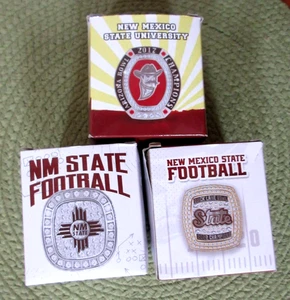 NEW MEXICO
STATE UNIVERSITY
2017
ARIZONA BOWL
CHAMPIONS
NM STATE
FOOTBALL
NM
STATE
NEW MEXICO STATE
FOOTBALL
State